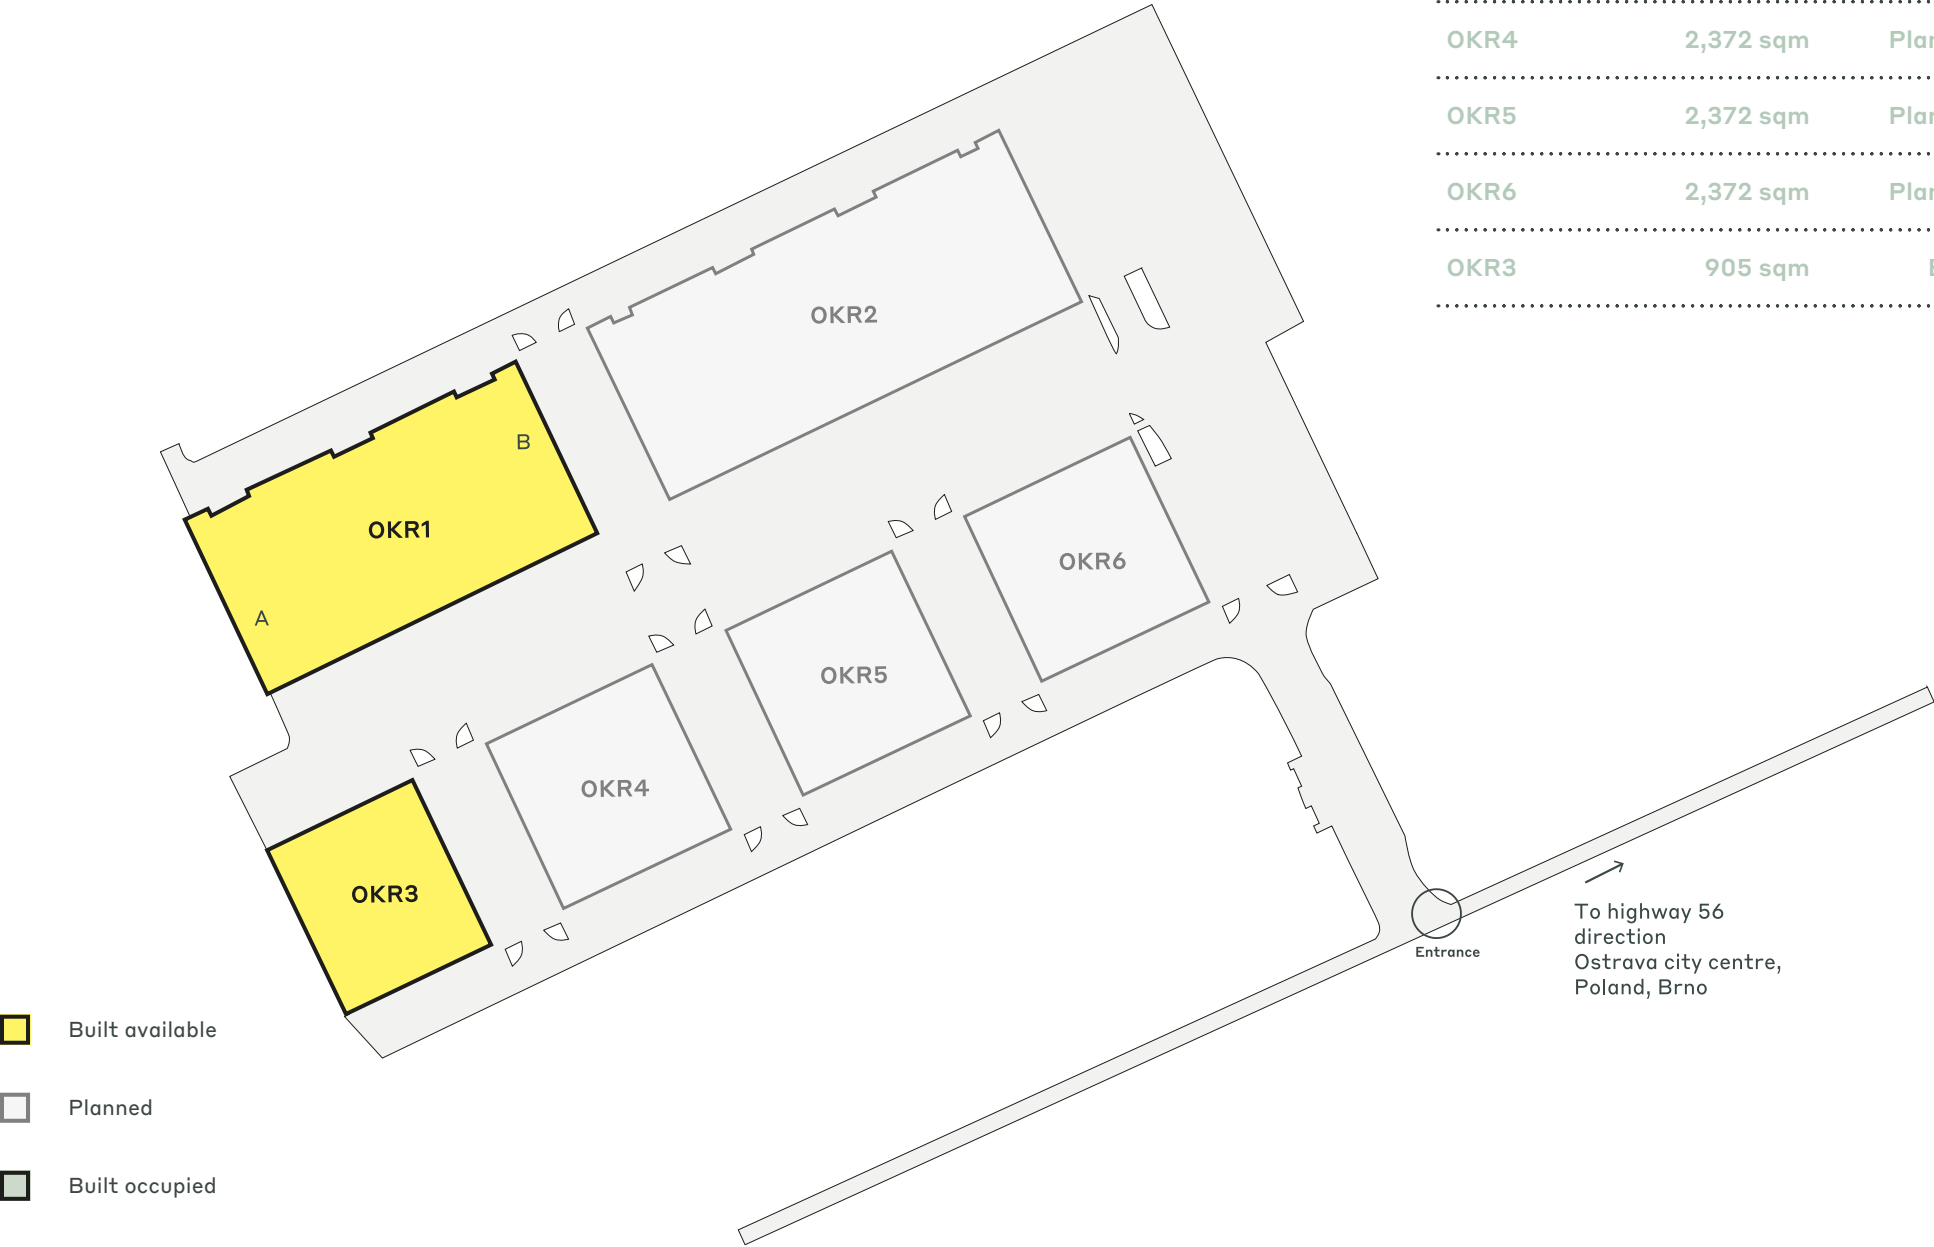 OKR4 2,372 sqm
OKR5 2,372 sqm
OKR6 2,372 sqm
OKR3 905 sqm
OKR2
B
OKR1
A
OKR6
OKR5
OKR4
OKR3
To highway 56
direction
Ostrava city centre,
Poland, Brno
Entrance
Built available
Planned
Built occupied